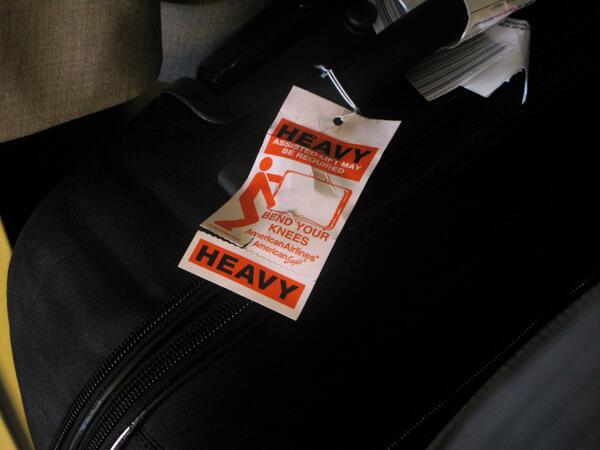 HEAVY
ASSISTED LIFT MAY
BE REQUIRED
BEND YOUR
KNEES
AmericanAirlines®
American Eagle®
HEAVY